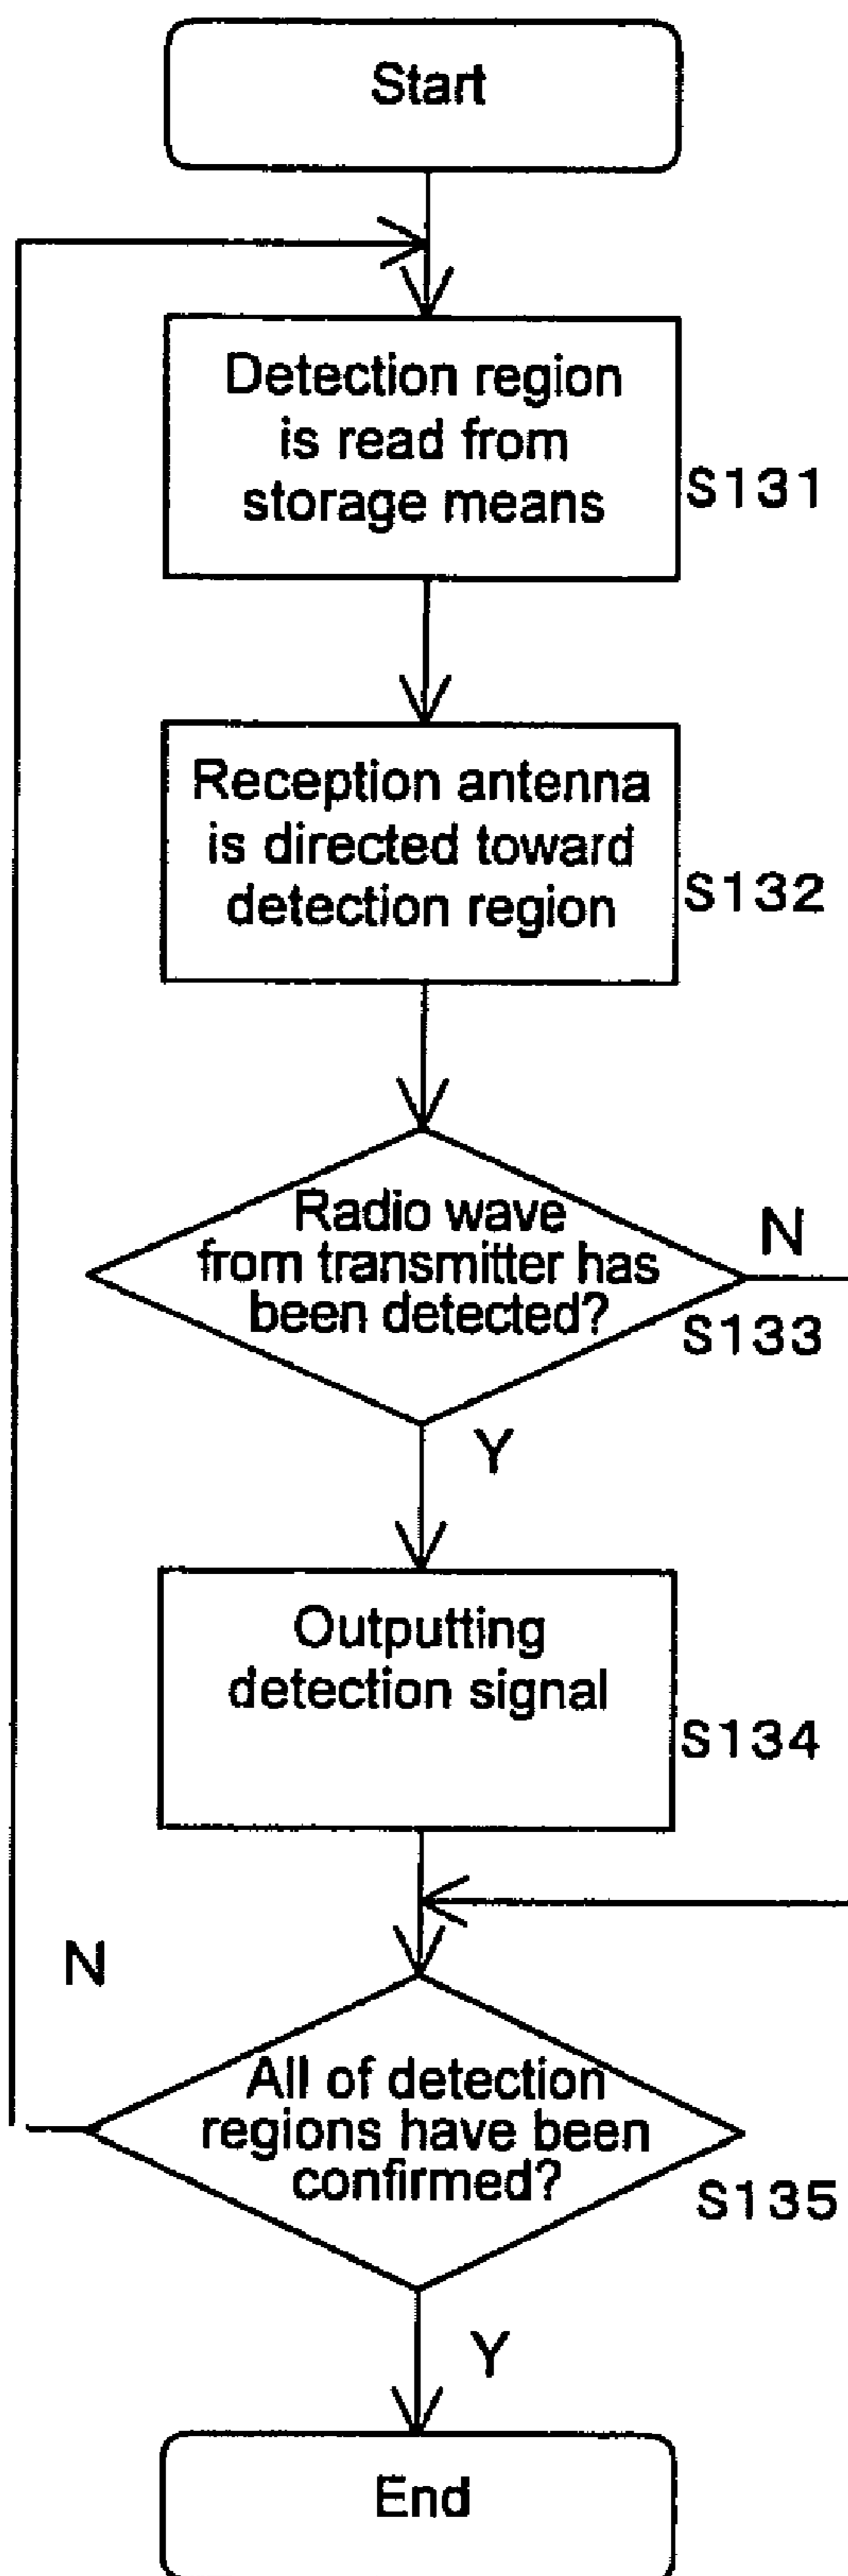 Start
Detection region
is read from
storage means
S131
Reception antenna
is directed toward
detection region
S132
Radio wave
from transmitter has
been detected?
N
S133
Y
Outputting
detection signal
S134
N
All of detection
regions have been
confirmed?
S135
Y
End